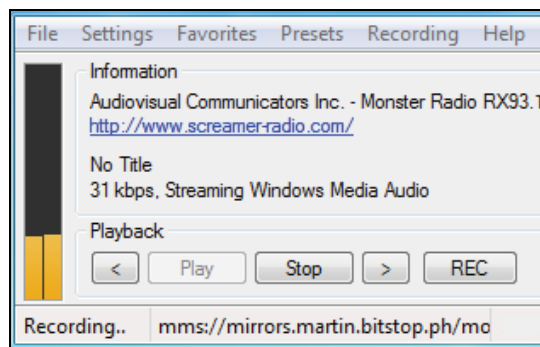 File Settings Favorites Presets Recording Help
Information
Audiovisual Communicators Inc. - Monster Radio RX93.1
http://www.screamer-radio.com/
No Title
31 kbps, Streaming Windows Media Audio
Playback
< Play Stop > REC
Recording.. mms://mirrors.martin.bitstop.ph/mo